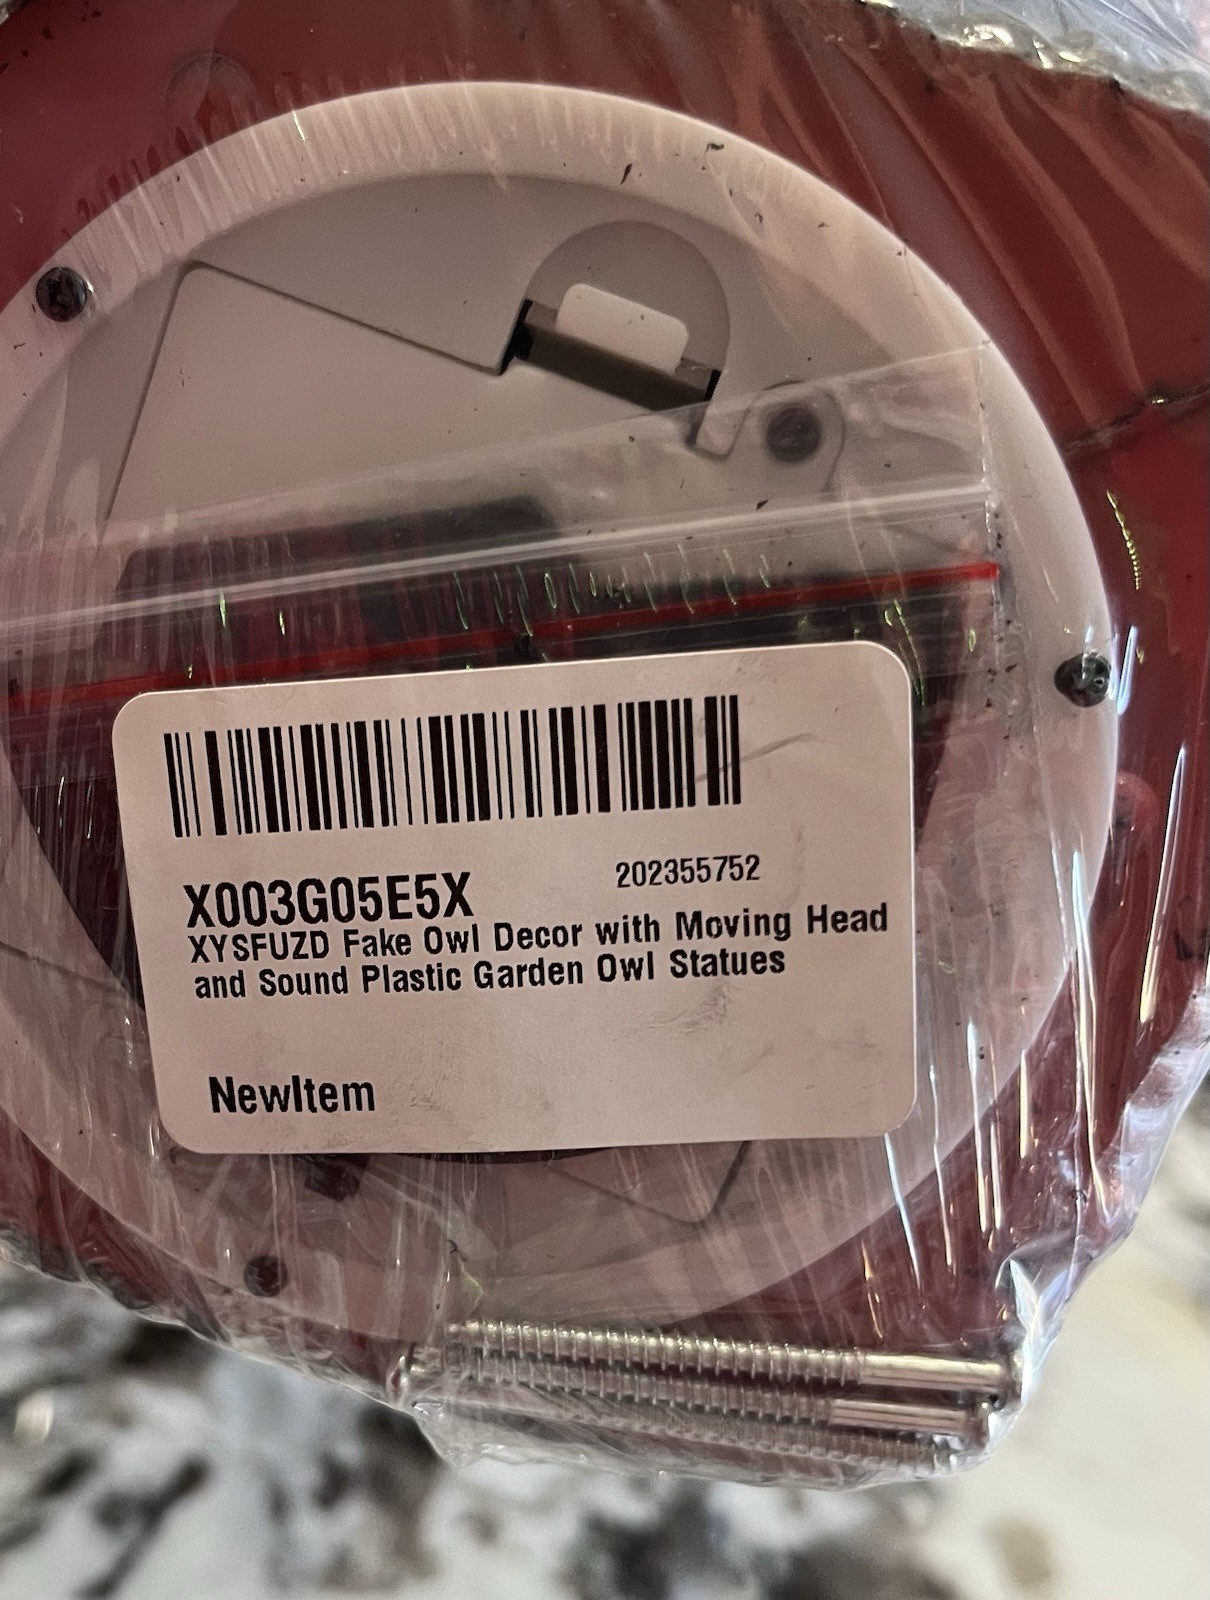 X003G05E5X 202355752
XYSFUZD Fake Owl Decor with Moving Head
and Sound Plastic Garden Owl Statues
NewItem